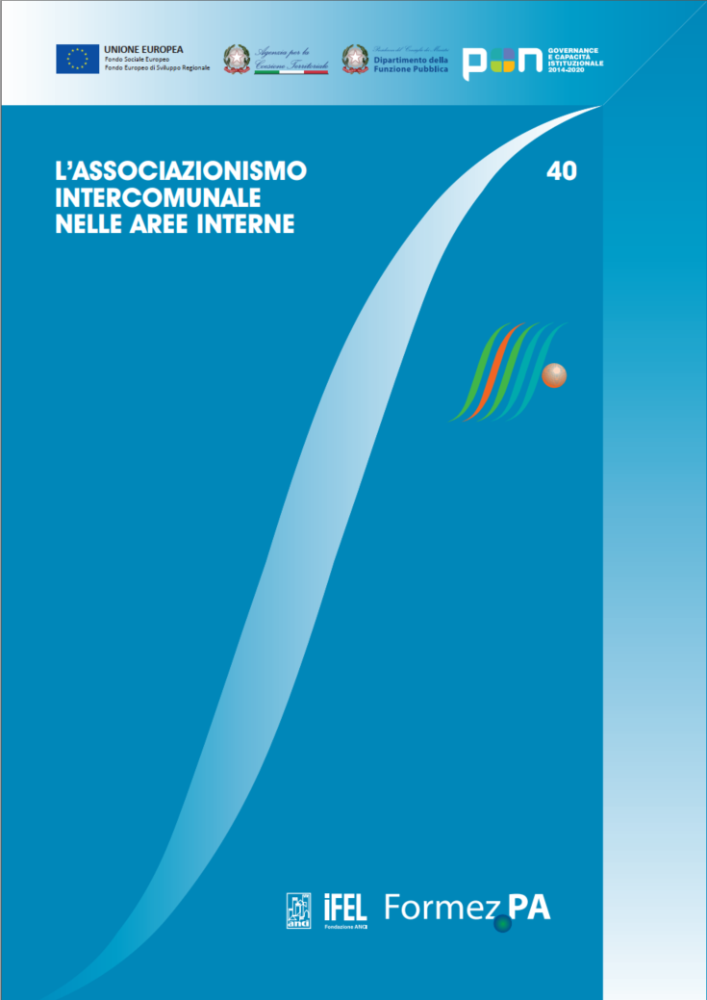 UNIONE EUROPEA
Fondo Sociale Europeo
Fondo Europeo di Sviluppo Regionale
Agenzia per la
Coesione Territoriale
Presidenza del Consiglio dei Ministri
Dipartimento della
Funzione Pubblica
pon
GOVERNANCE
E CAPACITÀ
ISTITUZIONALE
2014-2020
L'ASSOCIAZIONISMO
INTERCOMUNALE
NELLE AREE INTERNE
40
anci
iFEL
Fondazione ANCI
Formez PA